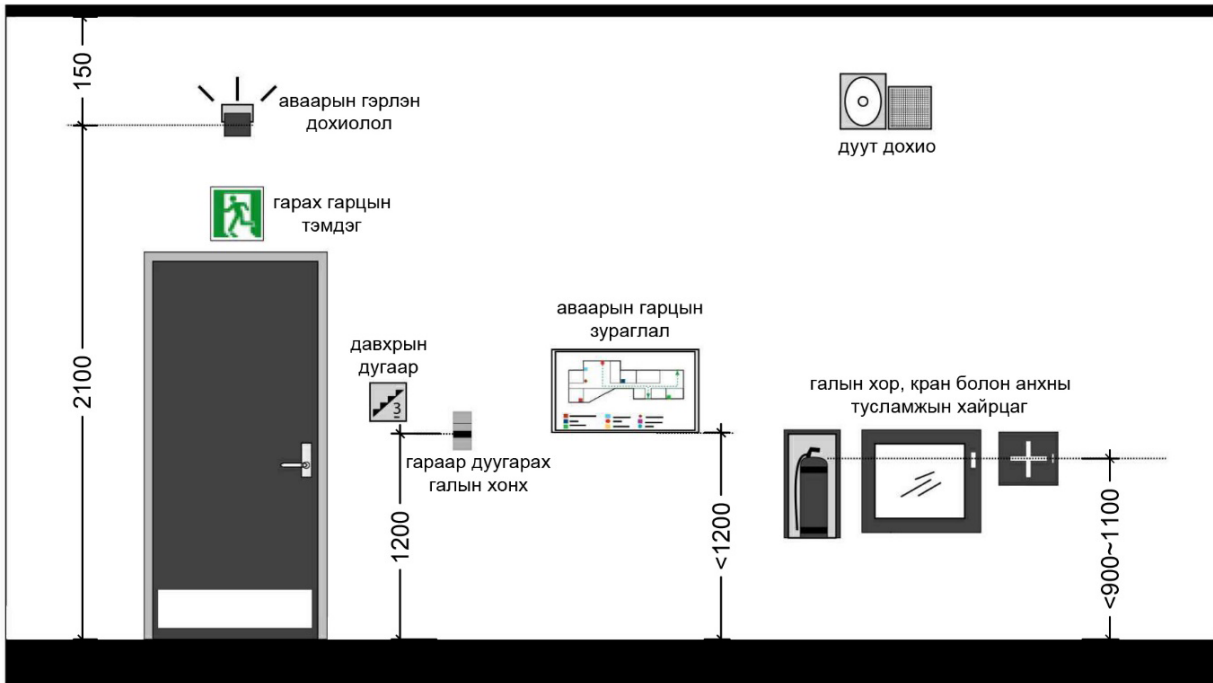 150
аваарын гэрлэн
дохиолол
дуут дохио
гарах гарцын
тэмдэг
2100
аваарын гарцын
зураглал
давхрын
дугаар
3
галын хор, кран болон анхны
тусламжын хайрцаг
гараар дуугарах
галын хонх
1200
<1200
<900~1100